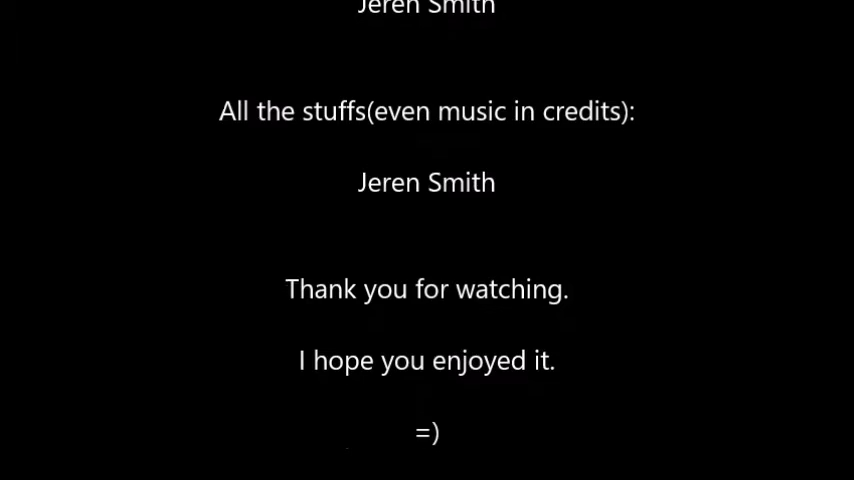 Jeren Smith
All the stuffs(even music in credits):
Jeren Smith
Thank you for watching.
I hope you enjoyed it.
=)